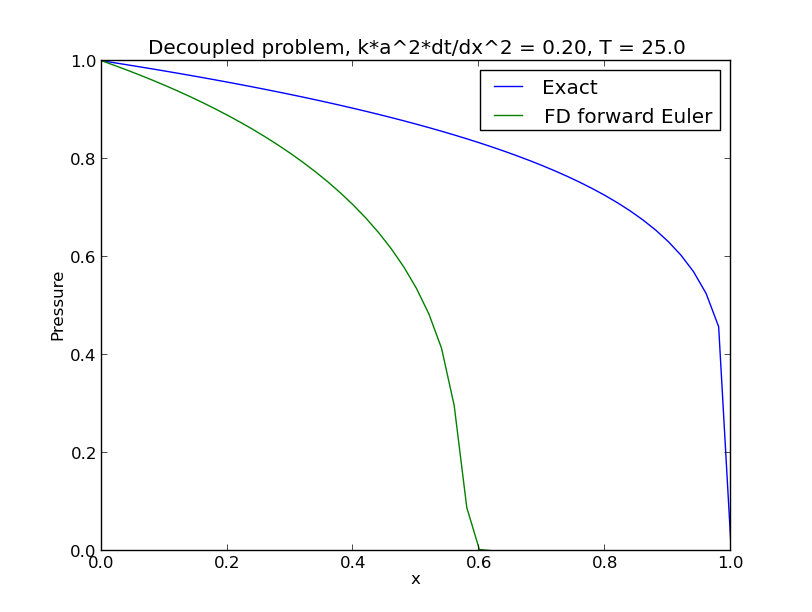 Decoupled problem, k*a^2*dt/dx^2 = 0.20, T = 25.0
Exact
FD forward Euler
1.0
0.8
0.6
0.4
0.2
0.0
Pressure
0.0 0.2 0.4 0.6 0.8 1.0
x